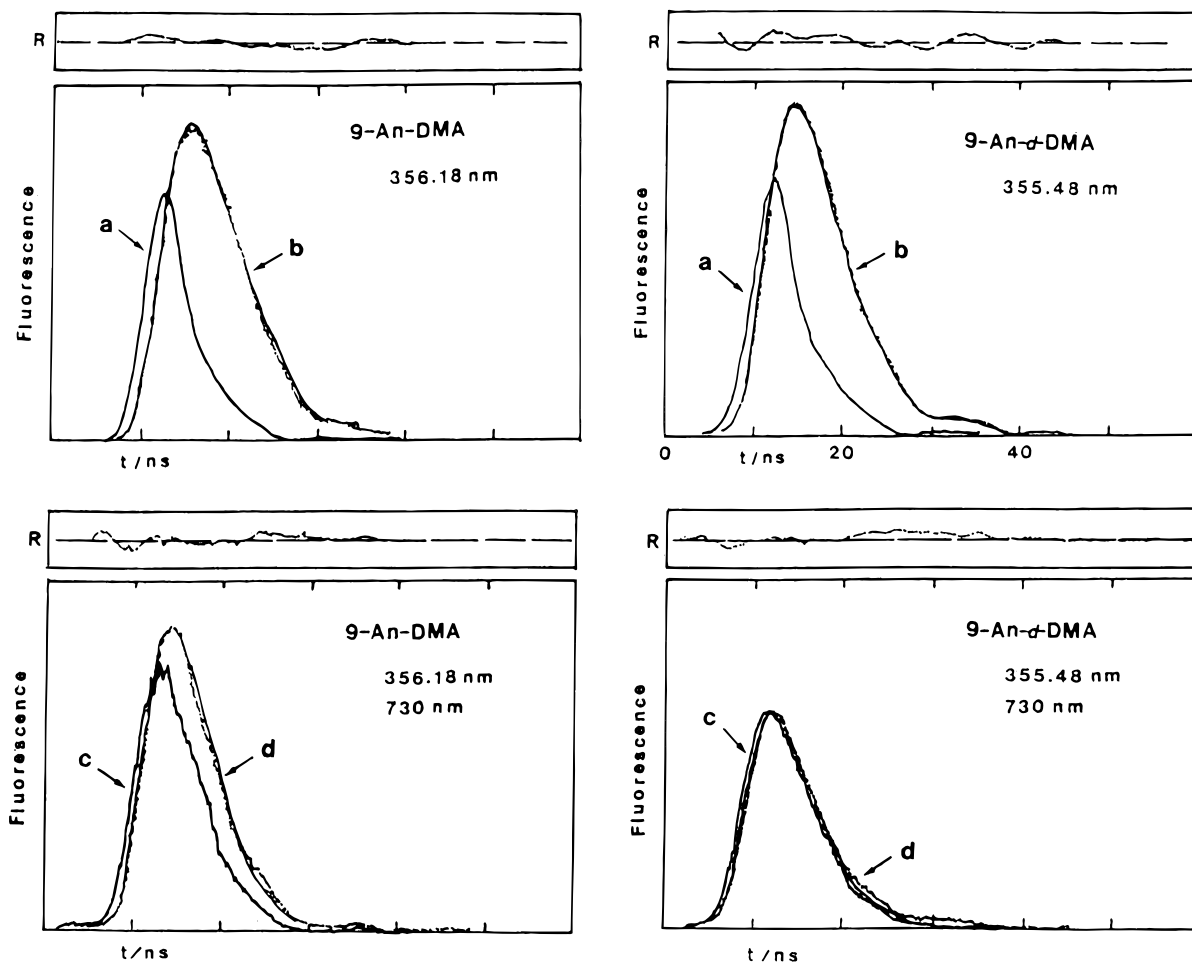 R
9-An-DMA
356.18 nm
a
b
Fluorescence
t/ns
R
9-An-d-DMA
355.48 nm
a
b
Fluorescence
0
t/ns
20
40
R
9-An-DMA
356.18 nm
730 nm
c
d
Fluorescence
t/ns
R
9-An-d-DMA
355.48 nm
730 nm
c
d
Fluorescence
t/ns